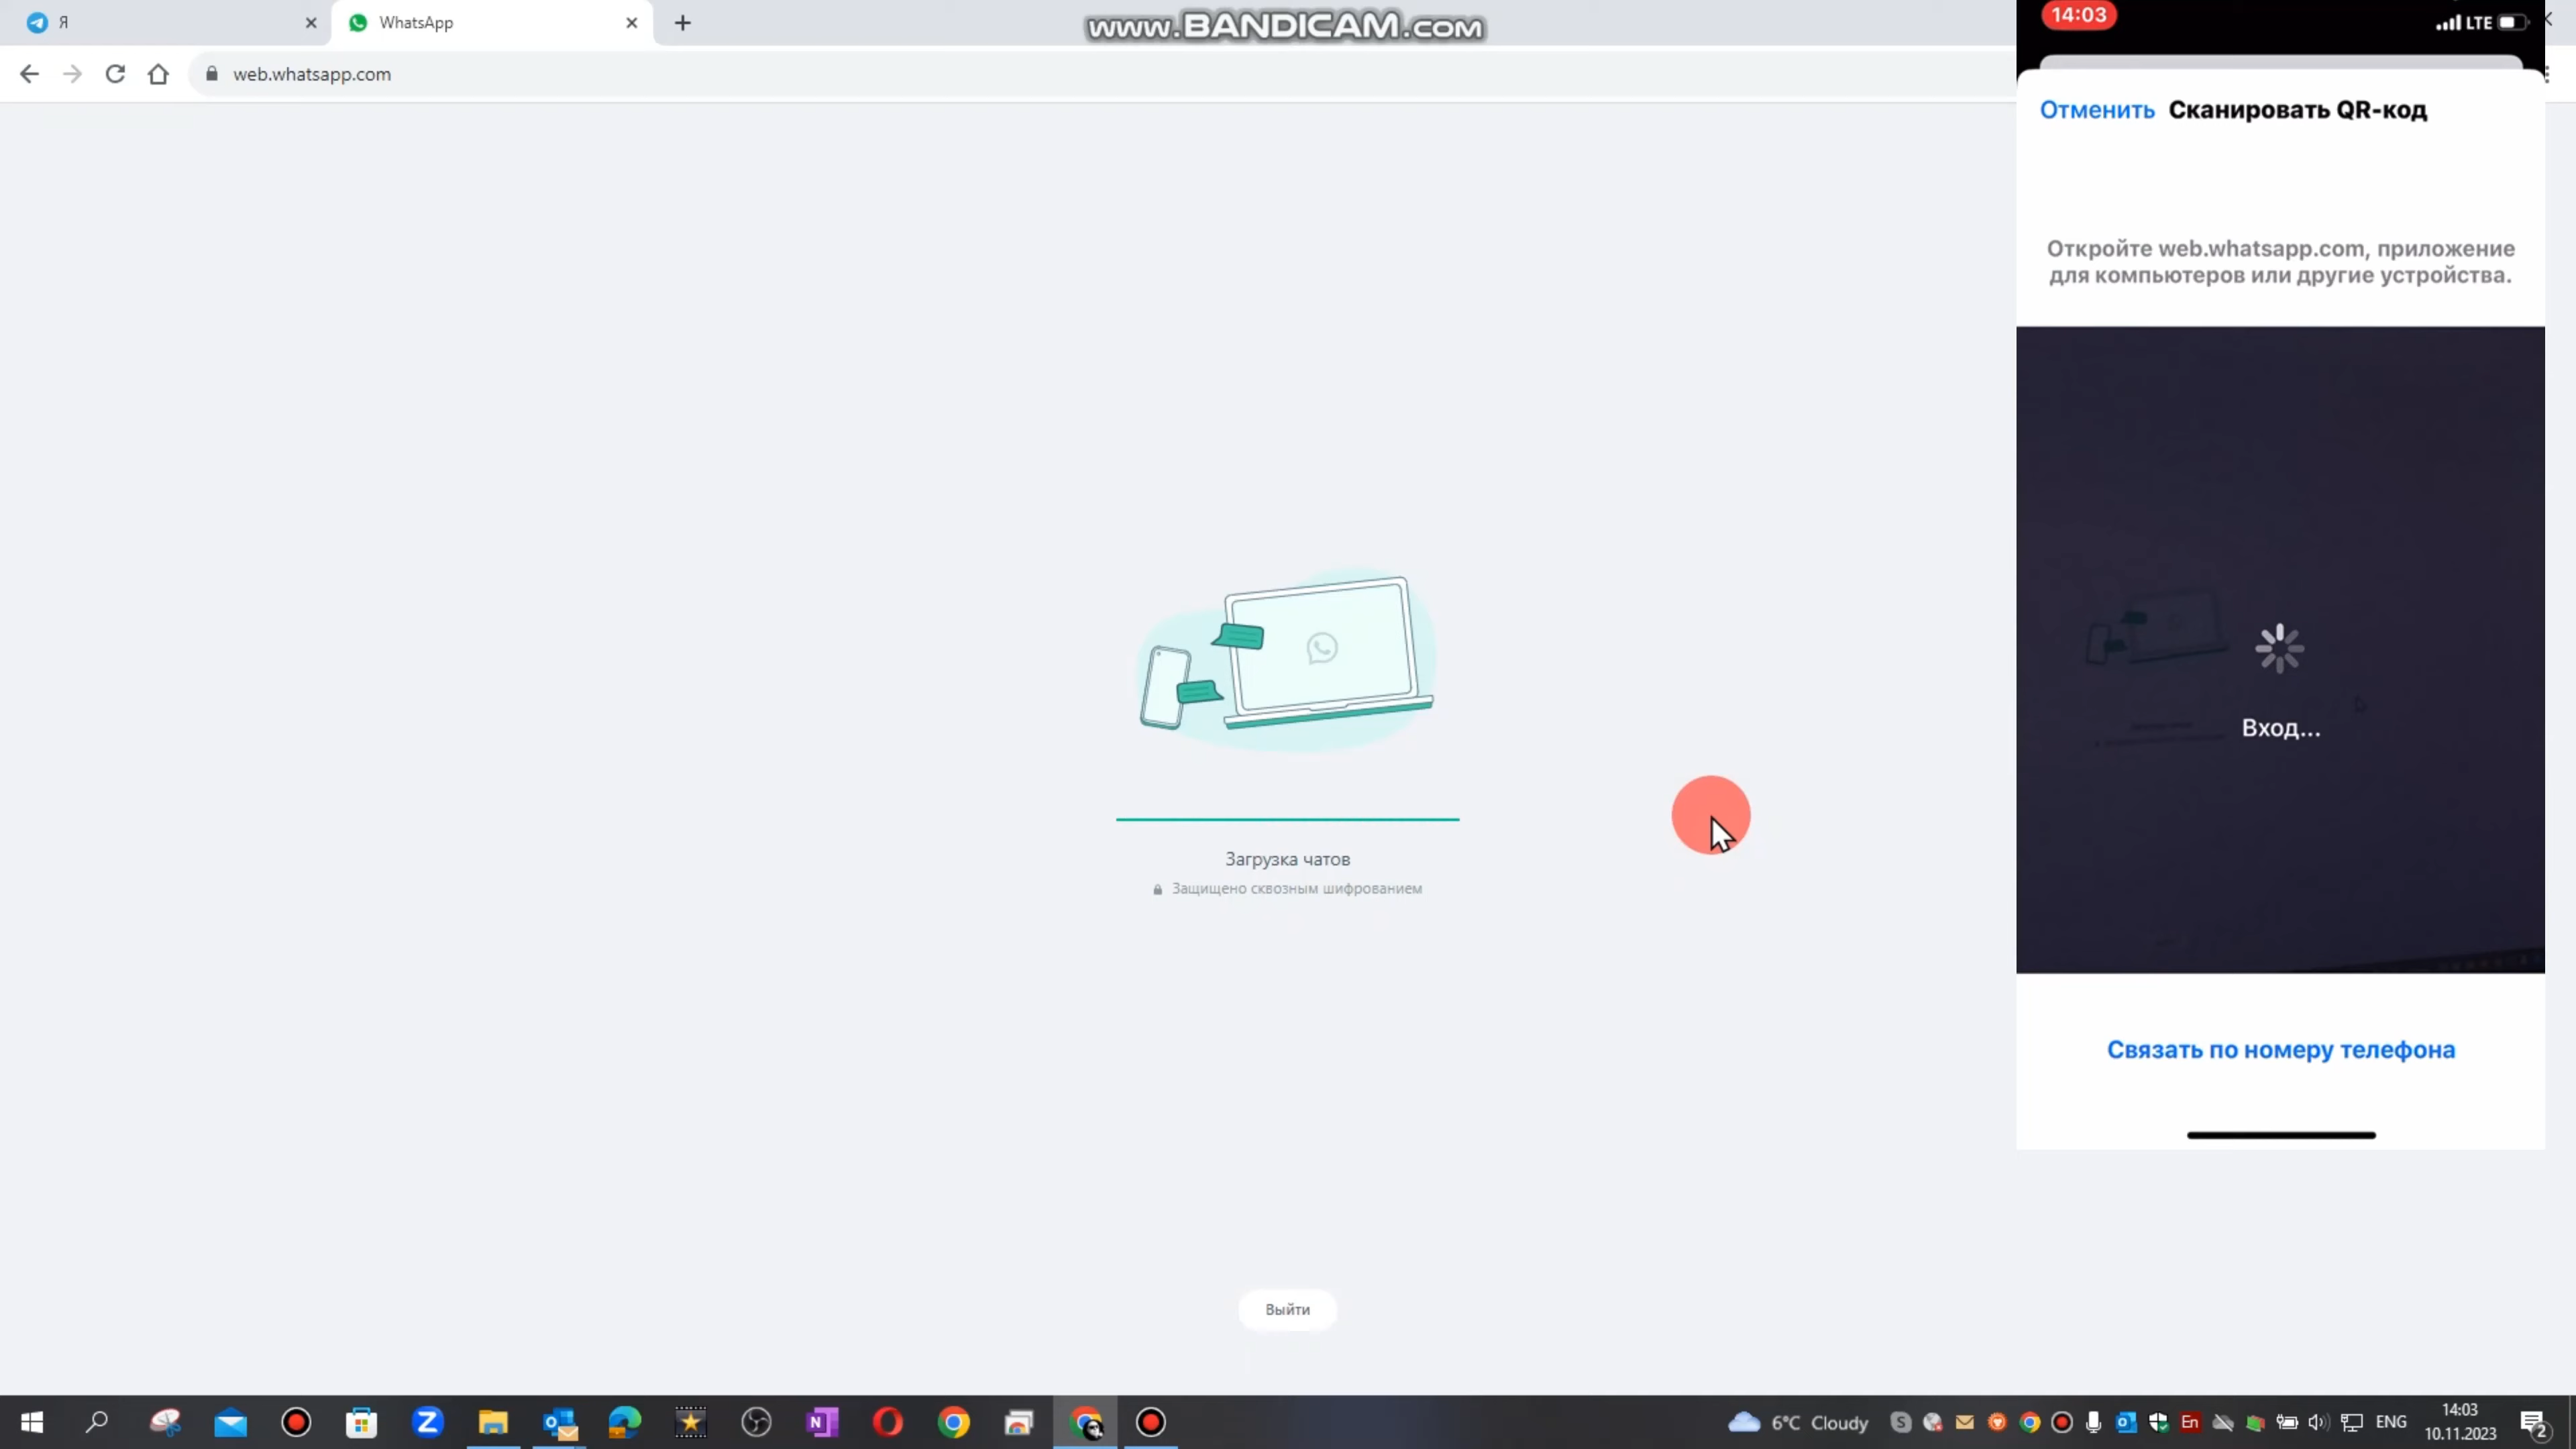 Я
WhatsApp
www.BANDICAM.com
web.whatsapp.com
14:03
LTE
Отменить Сканировать QR-код
Откройте web.whatsapp.com, приложение
для компьютеров или другие устройства.
Вход...
Загрузка чатов
Защищено сквозным шифрованием
Связать по номеру телефона
Выйти
6°C Cloudy
En
ENG
14:03
10.11.2023
2